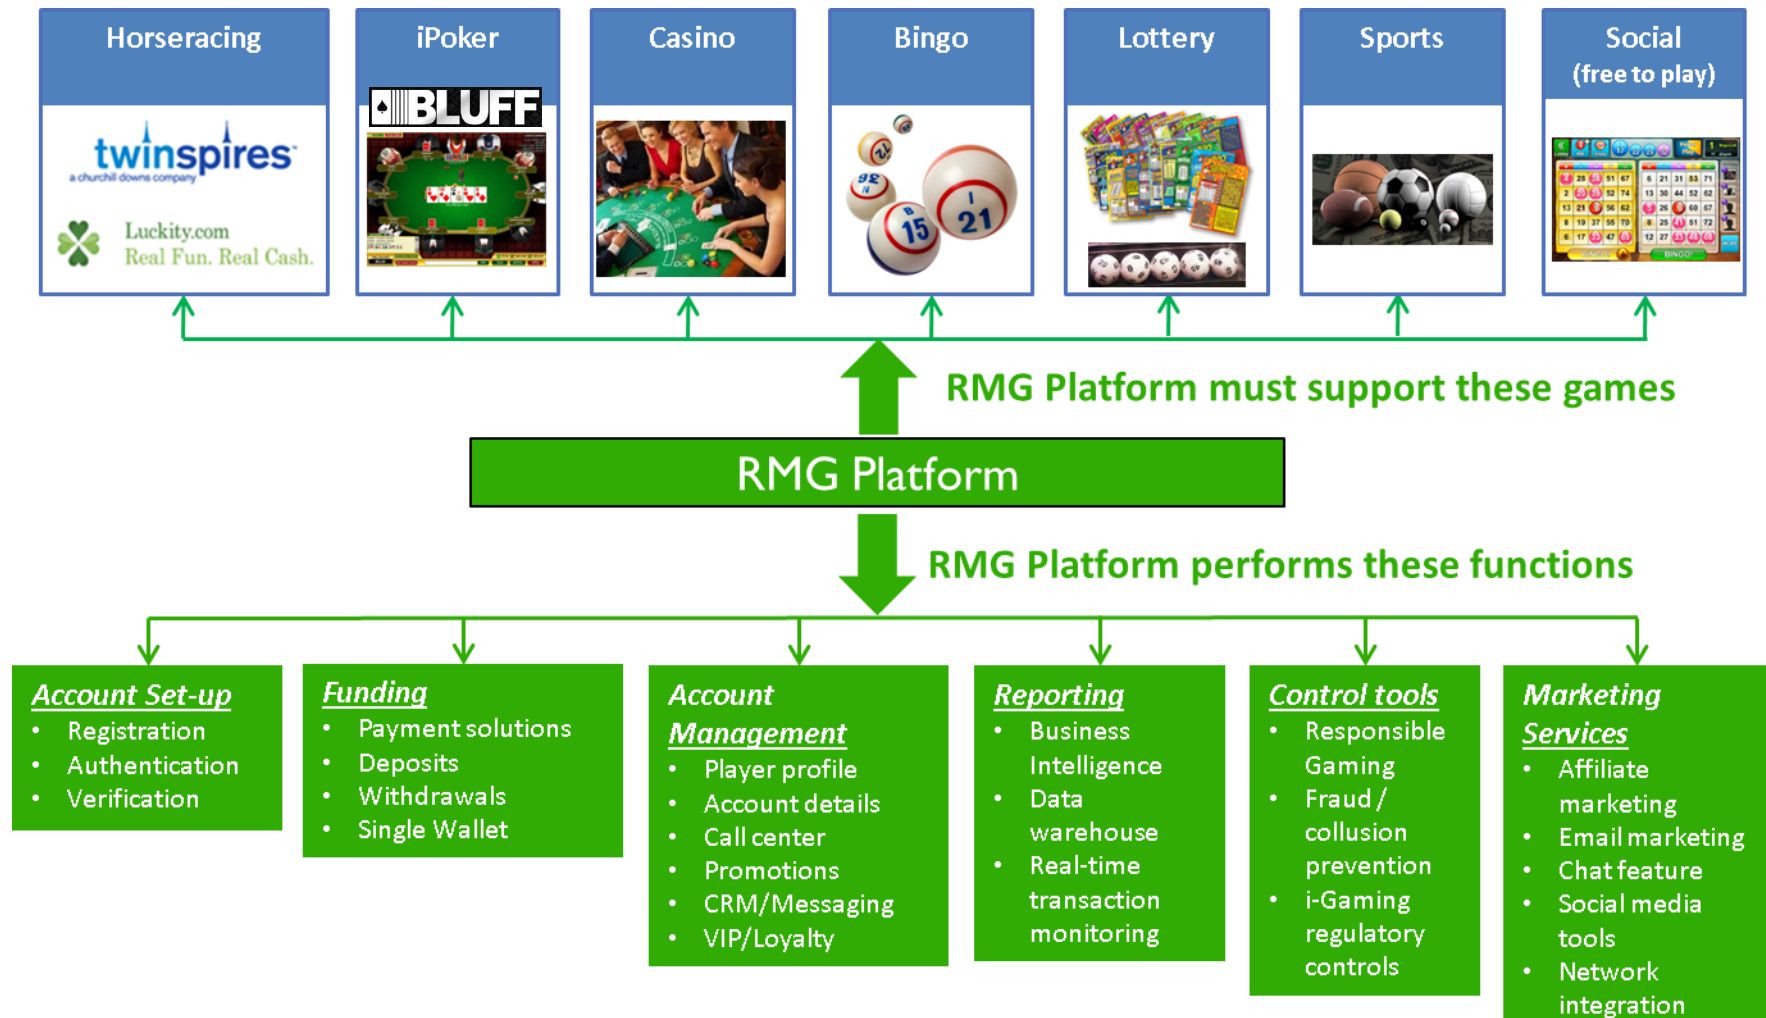 Horseracing
iPoker
Casino
Bingo
Lottery
Sports
Social
(free to play)
twinspires™
a churchill downs company
Luckity.com
Real Fun. Real Cash.
BLUFF
15
21
RMG Platform must support these games
RMG Platform
RMG Platform performs these functions
Account Set-up
• Registration
• Authentication
• Verification
Funding
• Payment solutions
• Deposits
• Withdrawals
• Single Wallet
Account
Management
• Player profile
• Account details
• Call center
• Promotions
• CRM/Messaging
• VIP/Loyalty
Reporting
• Business
Intelligence
• Data
warehouse
• Real-time
transaction
monitoring
Control tools
• Responsible
Gaming
• Fraud /
collusion
prevention
• i-Gaming
regulatory
controls
Marketing
Services
• Affiliate
marketing
• Email marketing
• Chat feature
• Social media
tools
• Network
integration